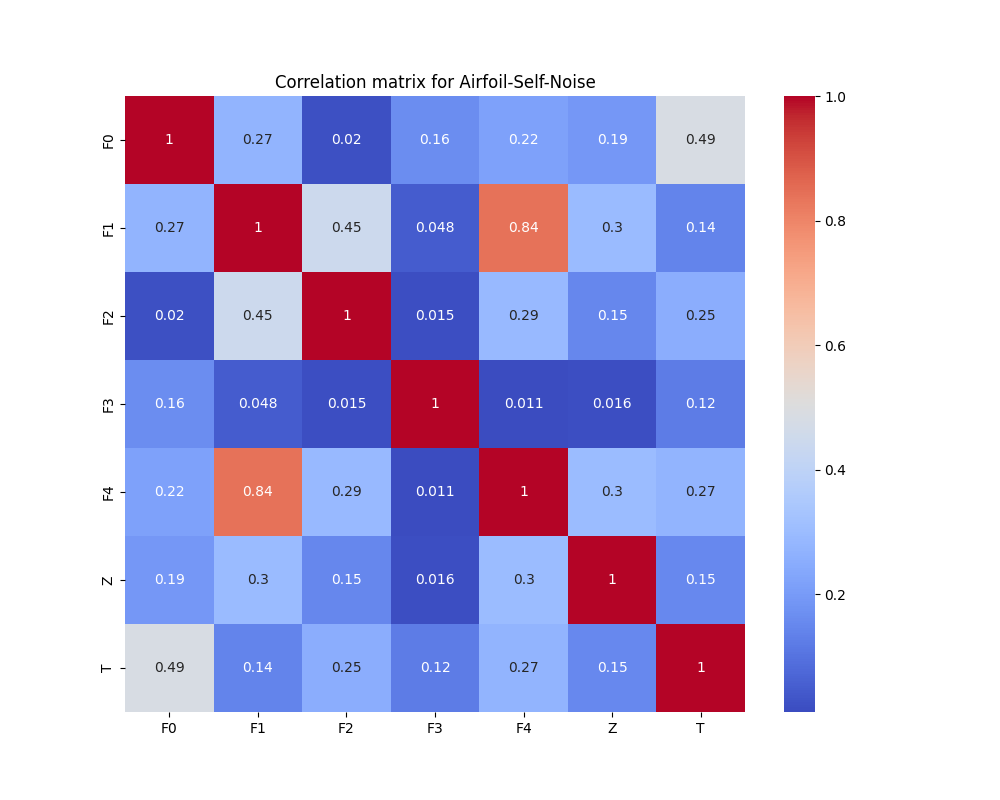 Correlation matrix for Airfoil-Self-Noise
F0 1 0.27 0.02 0.16 0.22 0.19 0.49
F1 0.27 1 0.45 0.048 0.84 0.3 0.14
F2 0.02 0.45 1 0.015 0.29 0.15 0.25
F3 0.16 0.048 0.015 1 0.011 0.016 0.12
F4 0.22 0.84 0.29 0.011 1 0.3 0.27
Z 0.19 0.3 0.15 0.016 0.3 1 0.15
T 0.49 0.14 0.25 0.12 0.27 0.15 1
F0 F1 F2 F3 F4 Z T
1.0
0.8
0.6
0.4
0.2